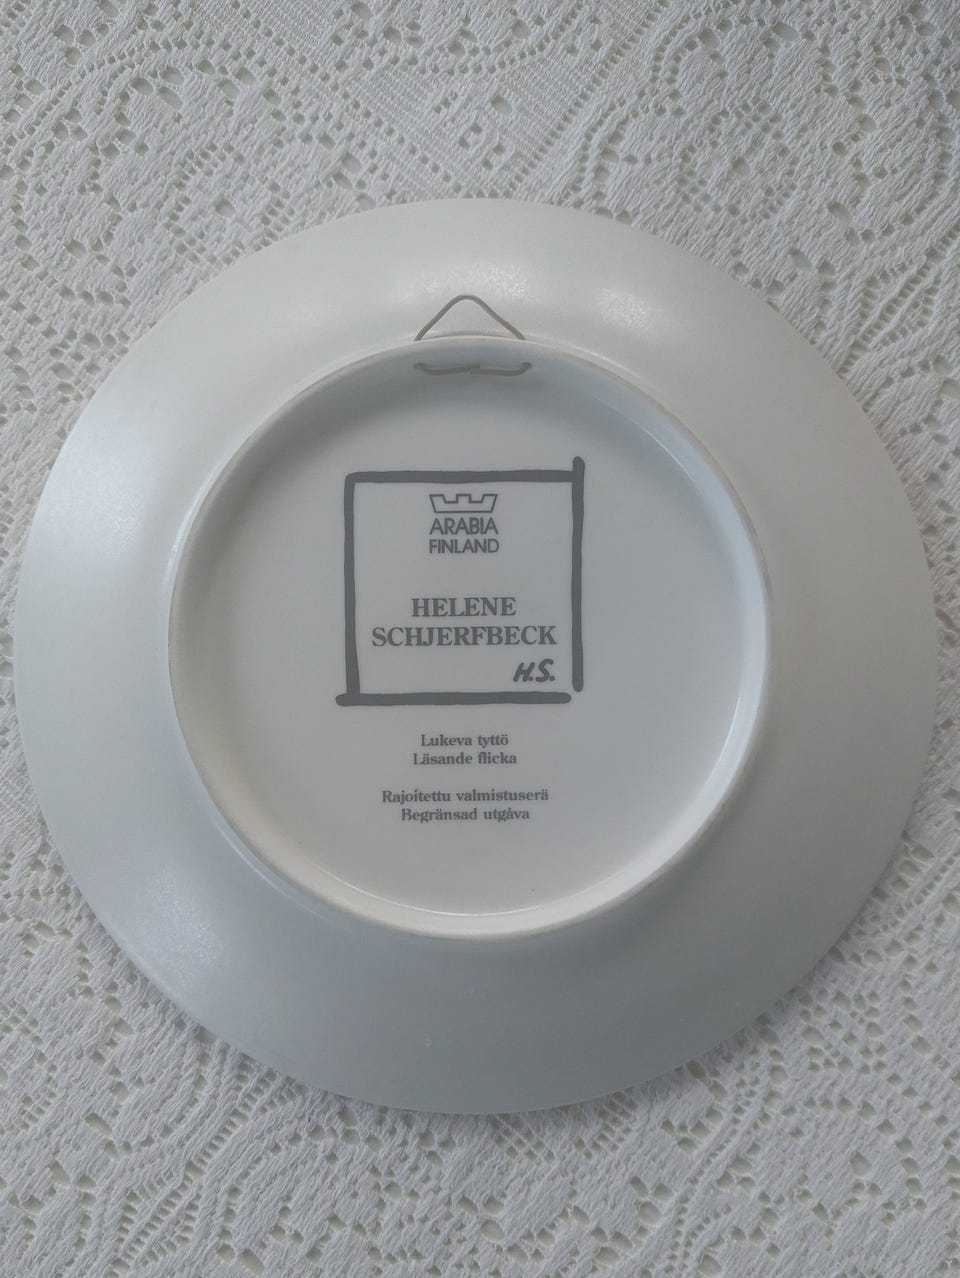 ARABIA
FINLAND
HELENE
SCHJERFBECK
H.S.
Lukeva tyttö
Läsande flicka
Rajoitettu valmistuserä
Begränsad utgåva